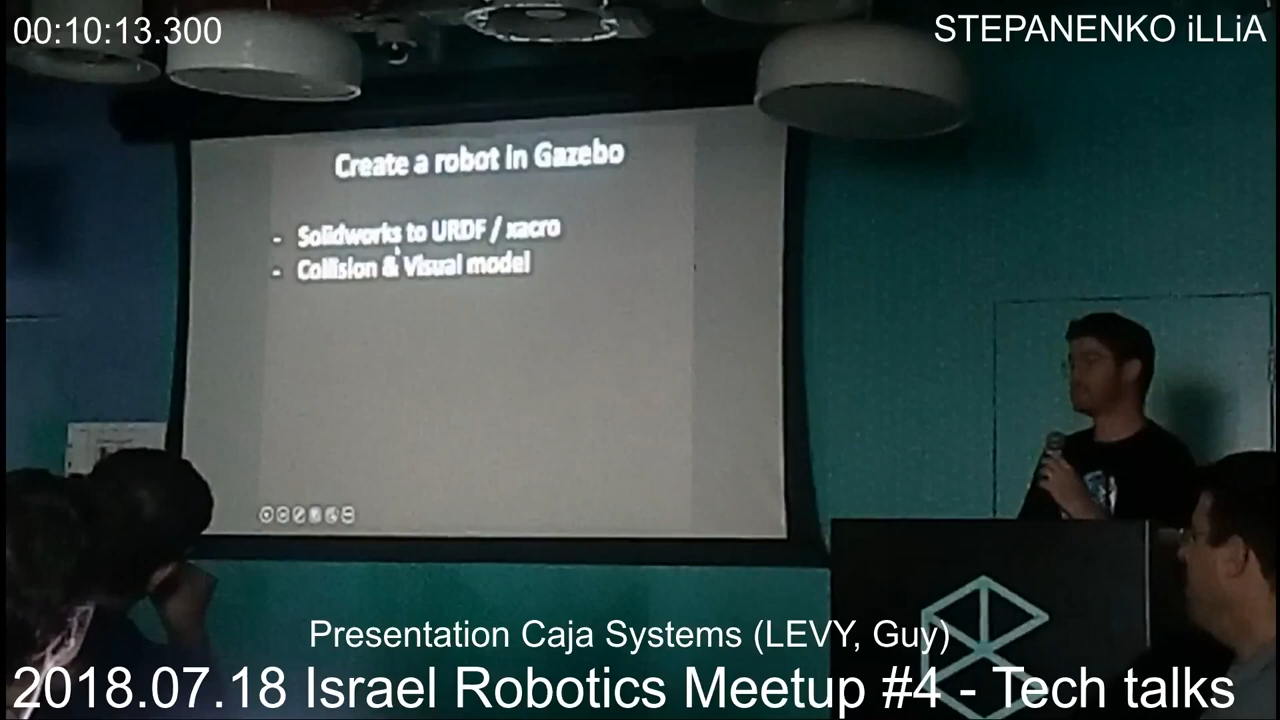 00:10:13.300
STEPANENKO iLLiA
Create a robot in Gazebo
- Solidworks to URDF / xacro
- Collision & Visual model
Presentation Caja Systems (LEVY, Guy)
2018.07.18 Israel Robotics Meetup #4 - Tech talks